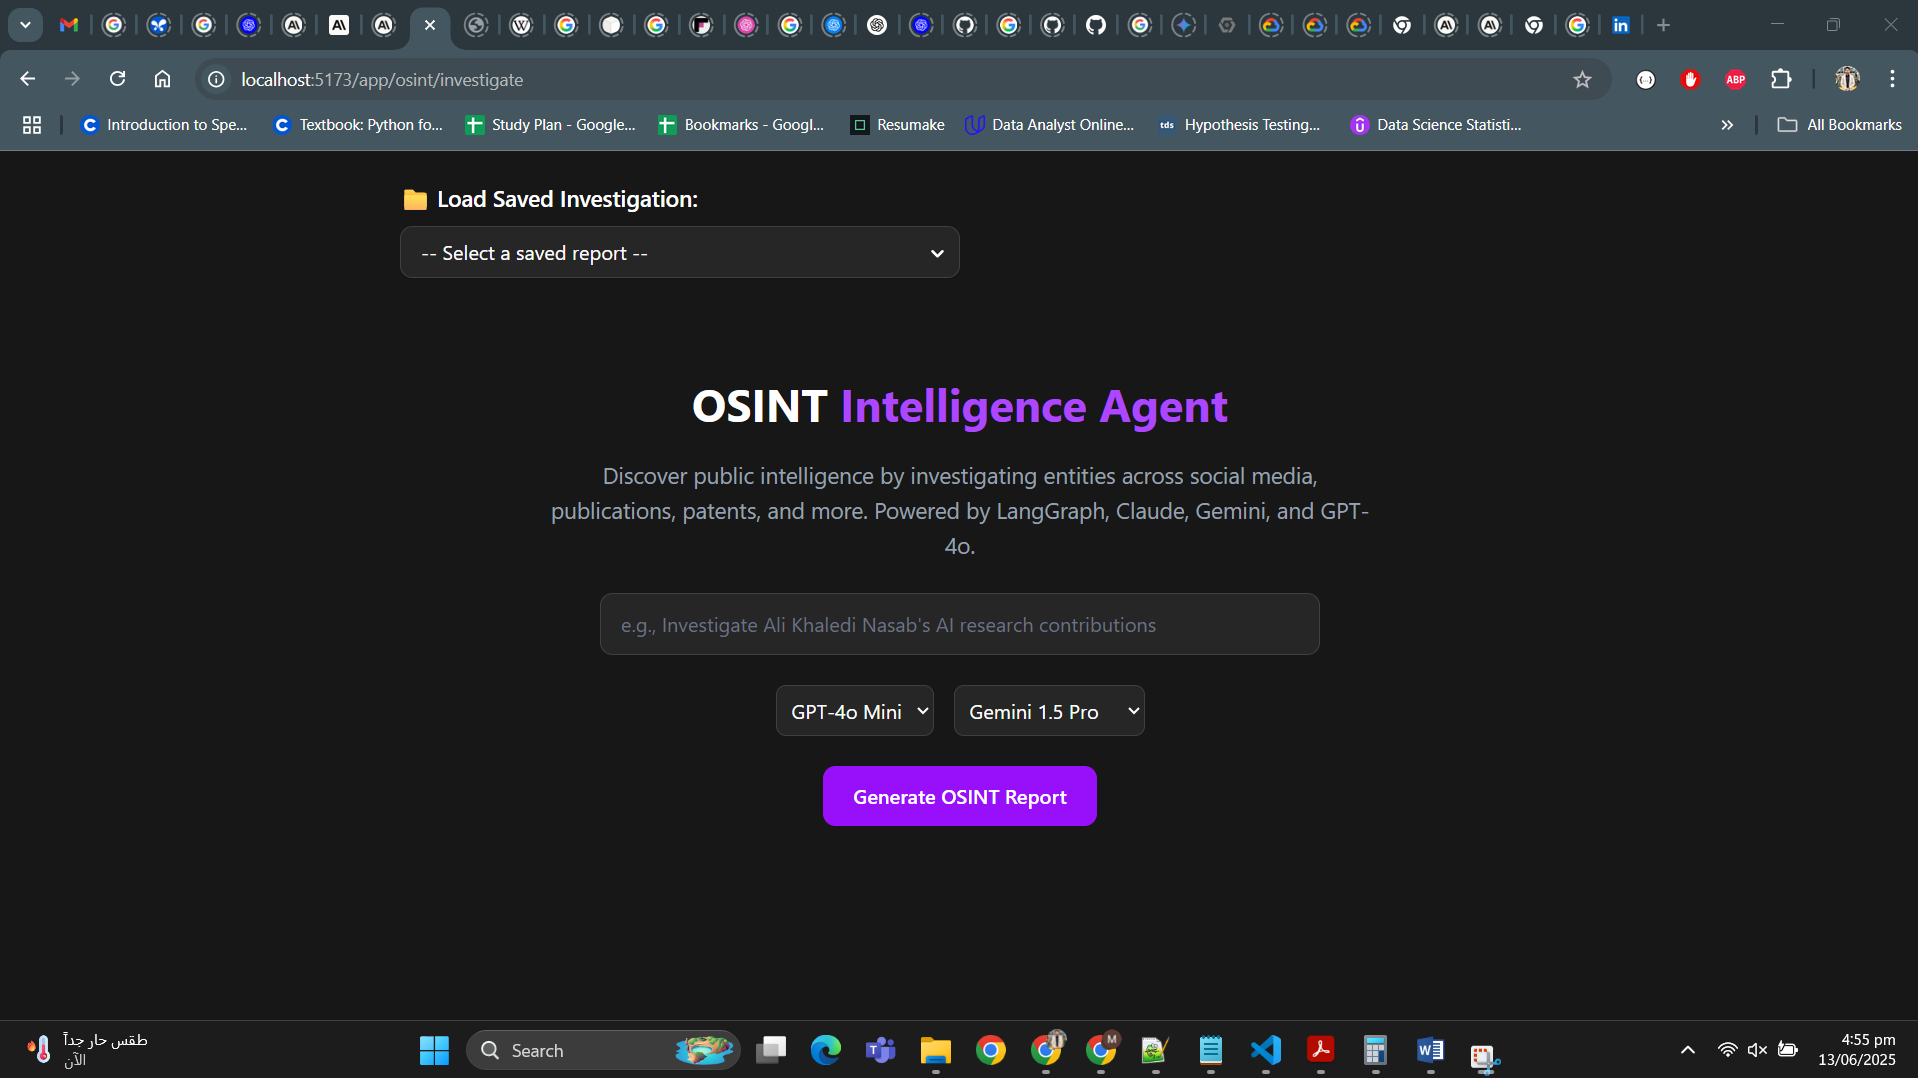 localhost:5173/app/osint/investigate
ABP
Introduction to Spe...
Textbook: Python fo...
Study Plan - Google...
Bookmarks - Googl...
Resumake
Data Analyst Online...
tds
Hypothesis Testing...
Data Science Statisti...
All Bookmarks
Load Saved Investigation:
-- Select a saved report --
OSINT Intelligence Agent
Discover public intelligence by investigating entities across social media,
publications, patents, and more. Powered by LangGraph, Claude, Gemini, and GPT-
4o.
e.g., Investigate Ali Khaledi Nasab's AI research contributions
GPT-4o Mini
Gemini 1.5 Pro
Generate OSINT Report
طقس حار جداً
الآن
Search
4:55 pm
13/06/2025